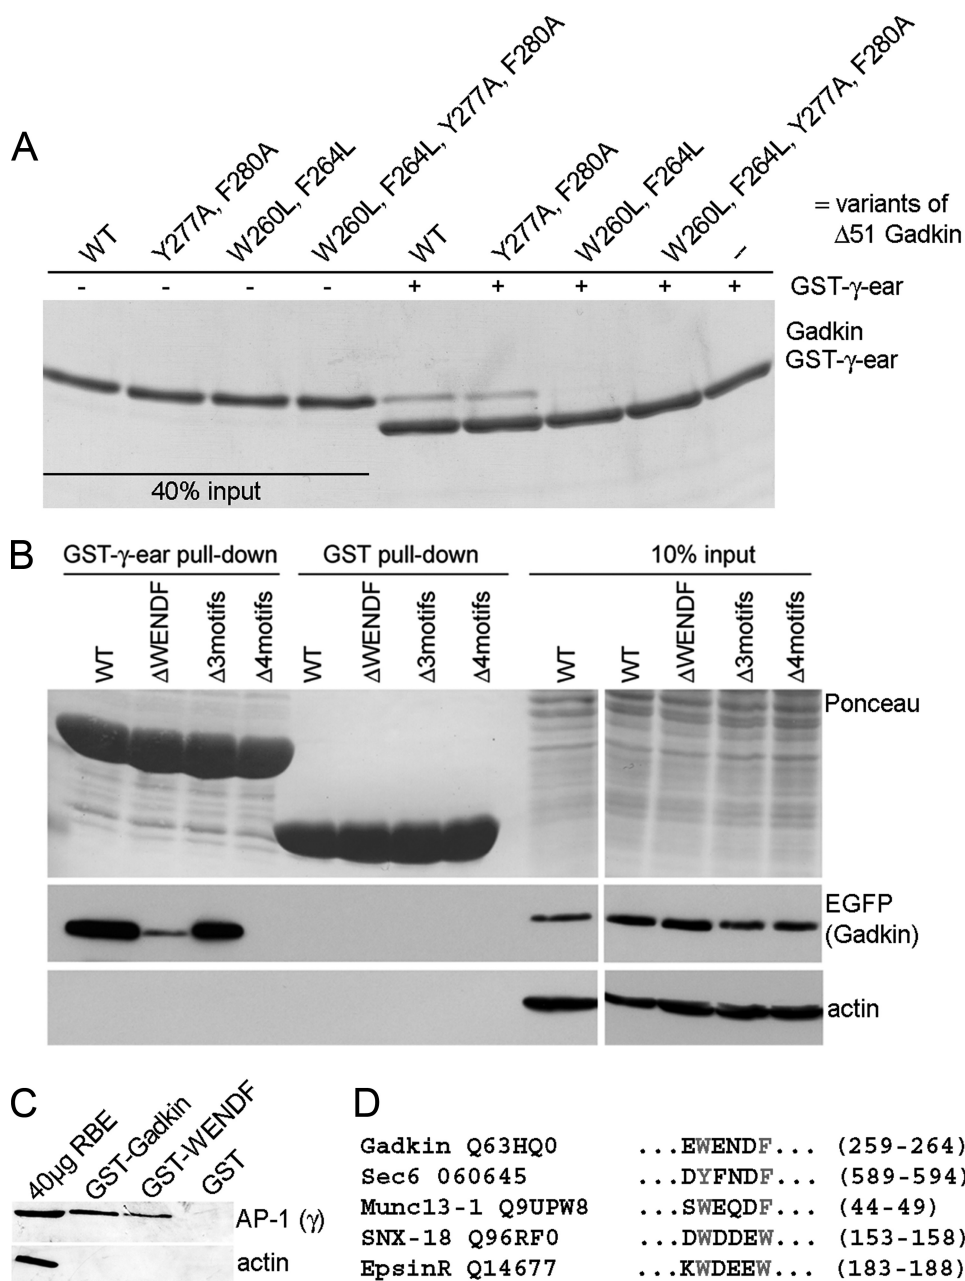 A
WT
Y277A, F280A
W260L, F264L
W260L, F264L, Y277A, F280A
WT
Y277A, F280A
W260L, F264L
W260L, F264L, Y277A, F280A
–
= variants of
Δ51 Gadkin
- - - - + + + + + GST-γ-ear
Gadkin
GST-γ-ear
40% input
B
GST-γ-ear pull-down GST pull-down 10% input
WT ΔWENDF Δ3motifs Δ4motifs WT ΔWENDF Δ3motifs Δ4motifs WT WT ΔWENDF Δ3motifs Δ4motifs
Ponceau
EGFP
(Gadkin)
actin
C
40µg RBE
GST-Gadkin
GST-WENDF
GST
AP-1 (γ)
actin
D
Gadkin Q63HQ0 ...EWENDF... (259-264)
Sec6 O60645 ...DYFNDF... (589-594)
Munc13-1 Q9UPW8 ...SWEQDF... (44-49)
SNX-18 Q96RF0 ...DWDDEW... (153-158)
EpsinR Q14677 ...KWDEEW... (183-188)